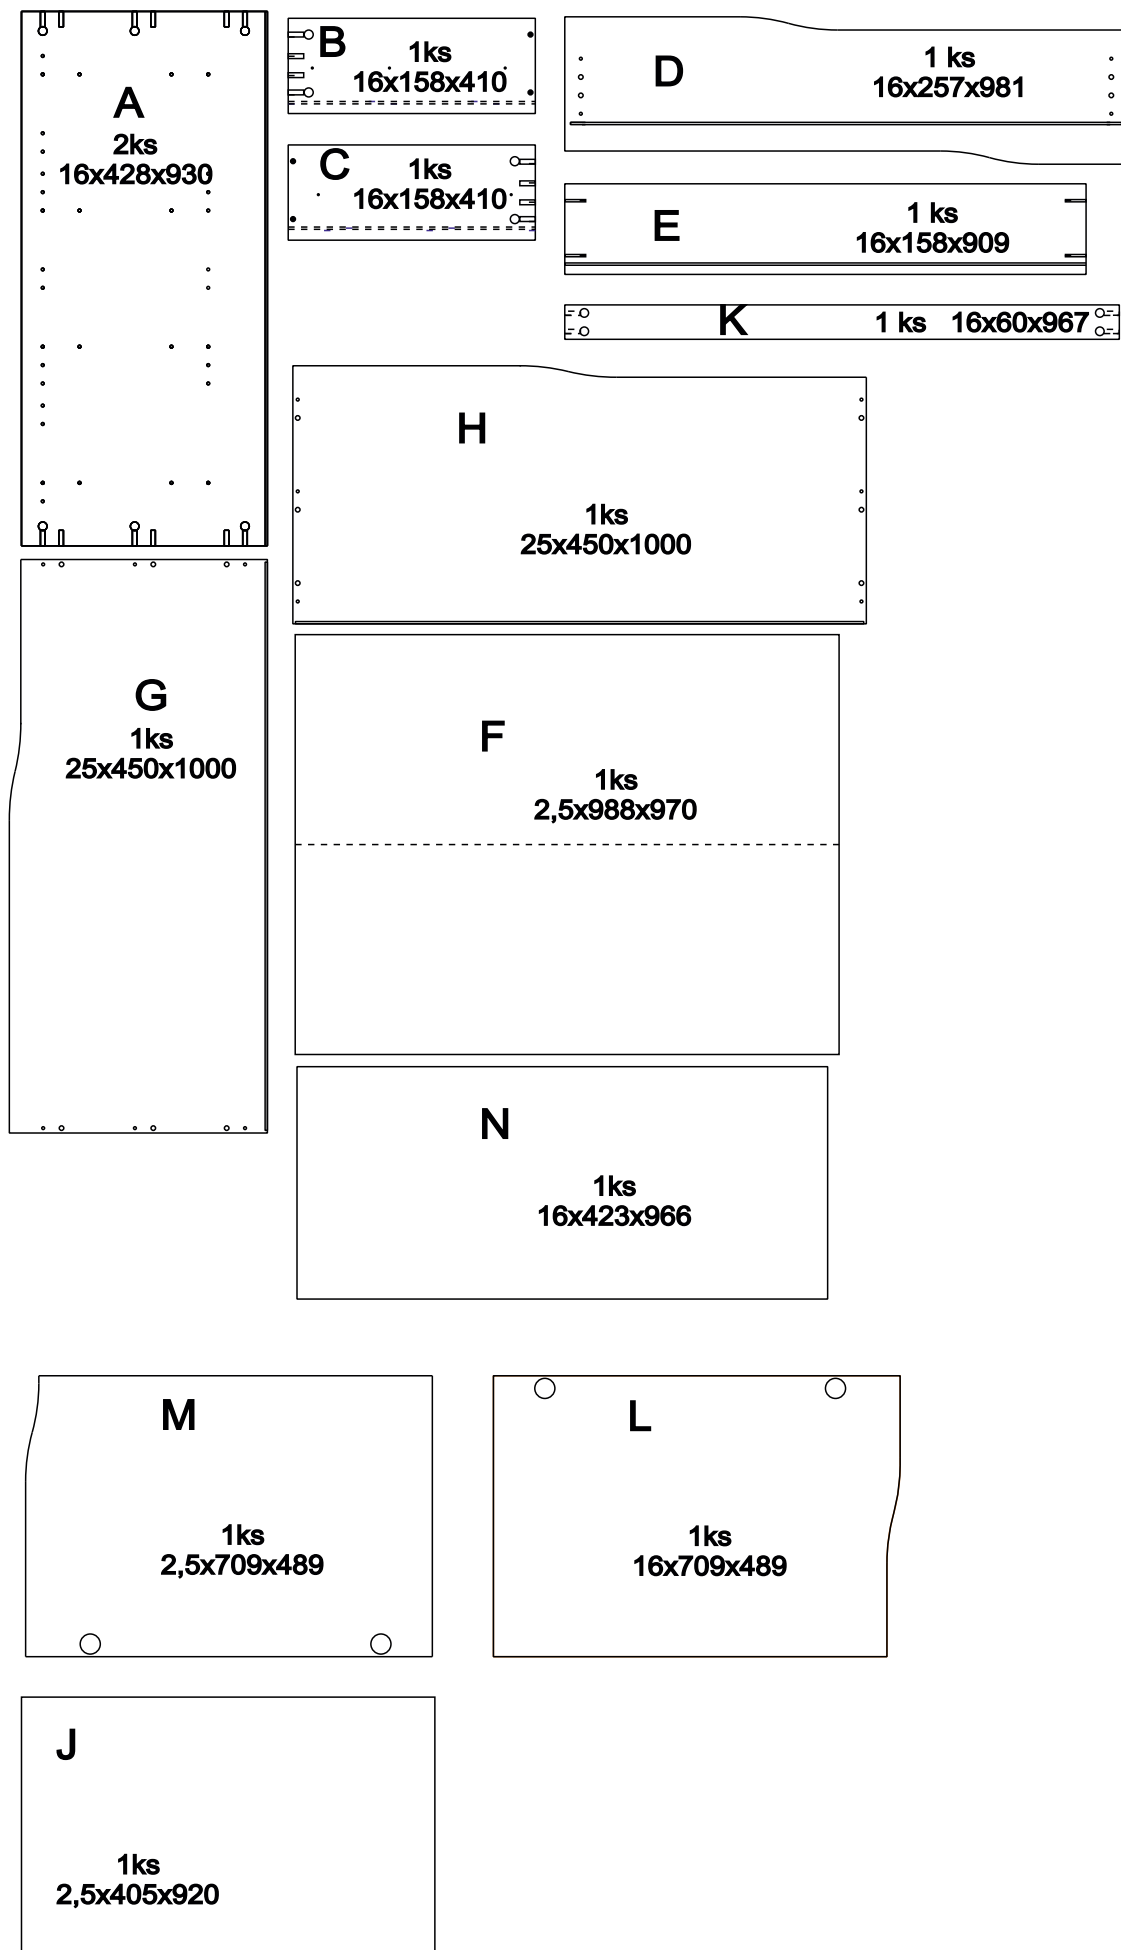 A
2ks
16x428x930
B
1ks
16x158x410
C
1ks
16x158x410
D
1 ks
16x257x981
E
1 ks
16x158x909
K 1 ks 16x60x967
H
1ks
25x450x1000
G
1ks
25x450x1000
F
1ks
2,5x988x970
N
1ks
16x423x966
M
1ks
2,5x709x489
L
1ks
16x709x489
J
1ks
2,5x405x920